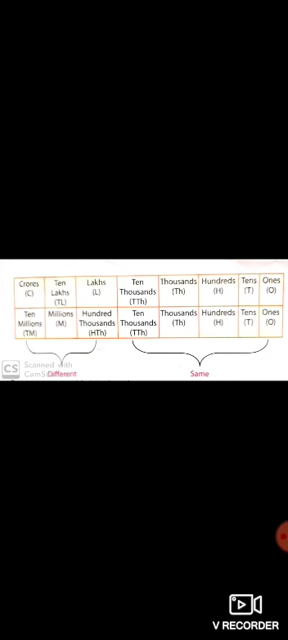 Crores Ten Lakhs Ten Thousands Hundreds Tens Ones
(C) Lakhs (L) Thousands (Th) (H) (T) (O)
(TL) (TTh)
Ten Millions Hundred Ten Thousands Hundreds Tens Ones
Millions (M) Thousands Thousands (Th) (H) (T) (O)
(TM) (HTh) (TTh)
CS Scanned with
Different Same
V RECORDER